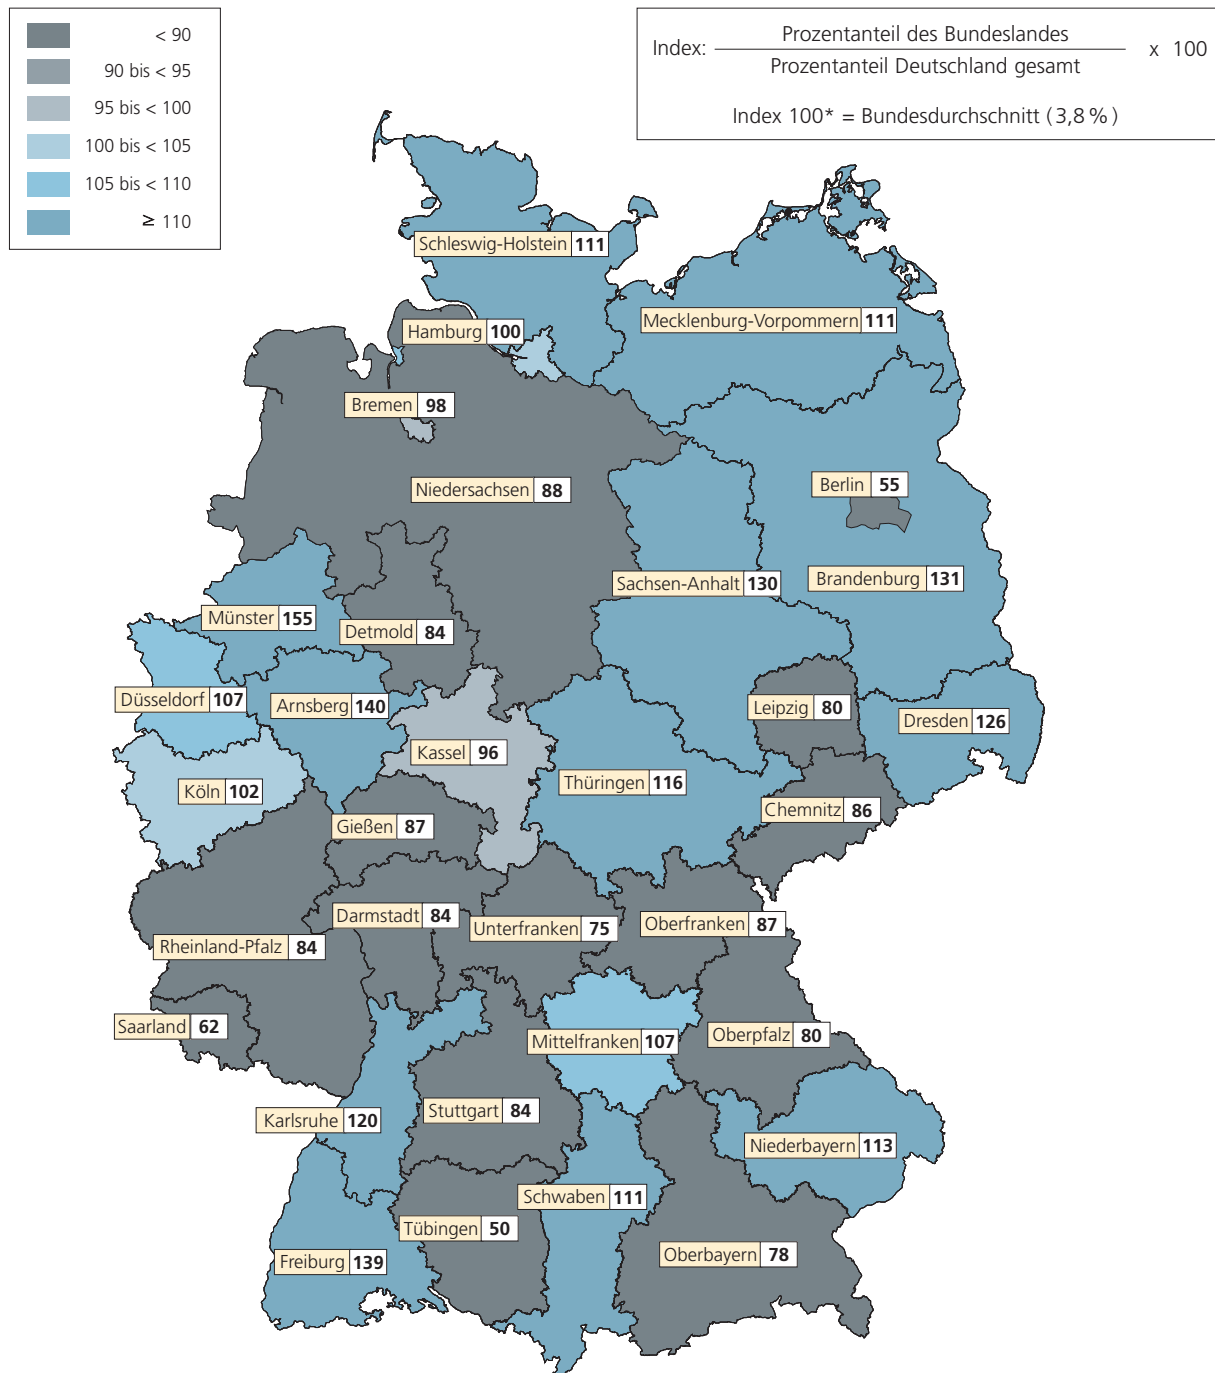 < 90
90 bis < 95
95 bis < 100
100 bis < 105
105 bis < 110
≥ 110
Index: Prozentanteil des Bundeslandes x 100
Prozentanteil Deutschland gesamt
Index 100* = Bundesdurchschnitt (3,8 %)
Schleswig-Holstein 111
Mecklenburg-Vorpommern 111
Hamburg 100
Bremen 98
Niedersachsen 88
Berlin 55
Sachsen-Anhalt 130
Brandenburg 131
Münster 155
Detmold 84
Düsseldorf 107
Arnsberg 140
Leipzig 80
Dresden 126
Kassel 96
Thüringen 116
Köln 102
Chemnitz 86
Gießen 87
Darmstadt 84
Unterfranken 75
Oberfranken 87
Rheinland-Pfalz 84
Saarland 62
Mittelfranken 107
Oberpfalz 80
Karlsruhe 120
Stuttgart 84
Niederbayern 113
Schwaben 111
Tübingen 50
Oberbayern 78
Freiburg 139